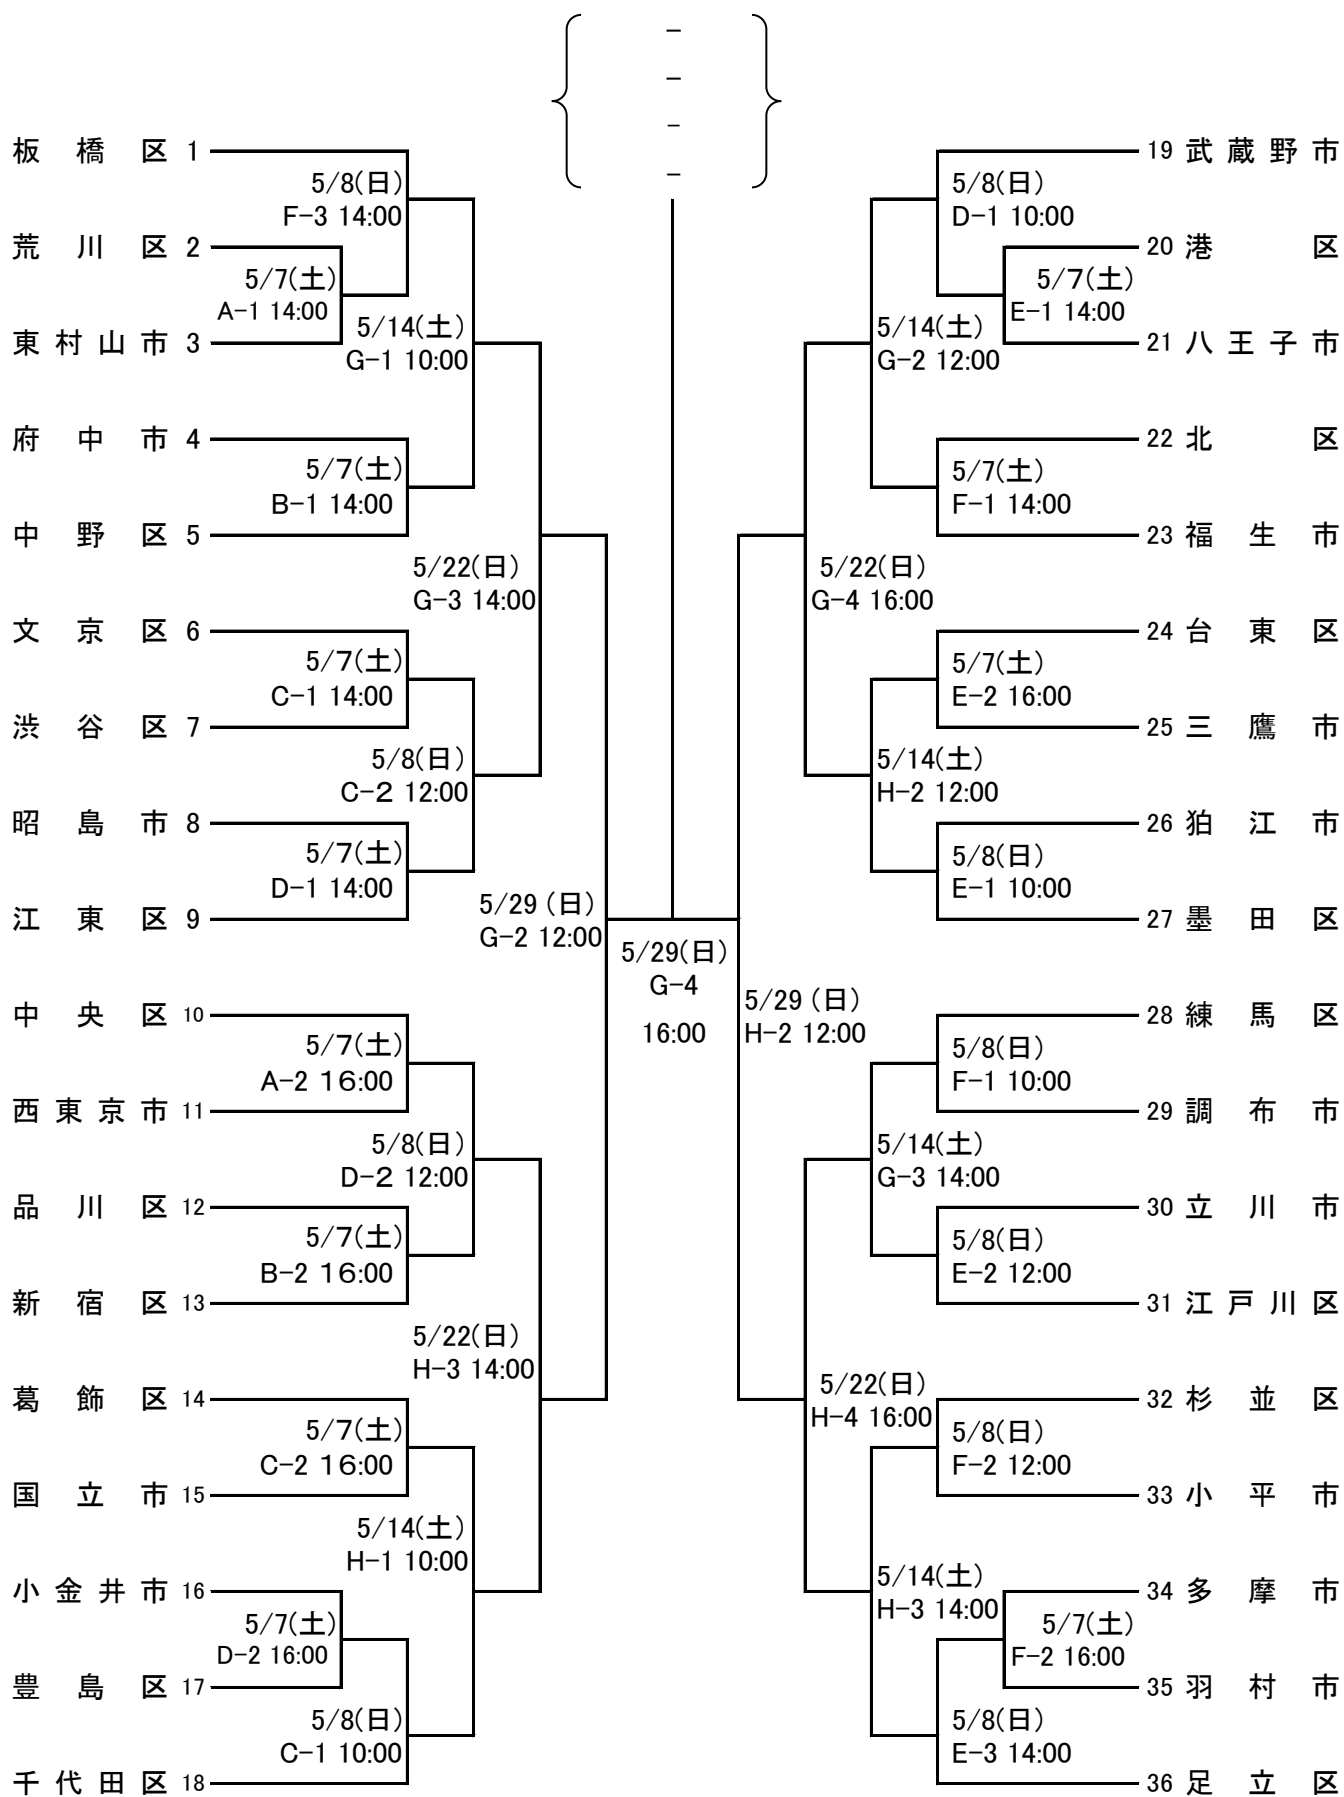 －
－
－
－
板橋区 1
5/8(日)
F−3 14:00
荒川区 2
5/7(土)
A−1 14:00
東村山市 3
5/14(土)
G−1 10:00
府中市 4
5/7(土)
B−1 14:00
中野区 5
5/22(日)
G−3 14:00
文京区 6
5/7(土)
C−1 14:00
渋谷区 7
5/8(日)
C−2 12:00
昭島市 8
5/7(土)
D−1 14:00
江東区 9
5/29 (日)
G−2 12:00
中央区 10
5/7(土)
A−2 16:00
西東京市 11
5/8(日)
D−2 12:00
品川区 12
5/7(土)
B−2 16:00
新宿区 13
5/22(日)
H−3 14:00
葛飾区 14
5/7(土)
C−2 16:00
国立市 15
5/14(土)
H−1 10:00
小金井市 16
5/7(土)
D−2 16:00
豊島区 17
5/8(日)
C−1 10:00
千代田区 18
5/29(日)
G−4
16:00
19 武蔵野市
5/8(日)
D−1 10:00
20 港区
5/7(土)
E−1 14:00
21 八王子市
5/14(土)
G−2 12:00
22 北区
5/7(土)
F−1 14:00
23 福生市
5/22(日)
G−4 16:00
24 台東区
5/7(土)
E−2 16:00
25 三鷹市
5/14(土)
H−2 12:00
26 狛江市
5/8(日)
E−1 10:00
27 墨田区
5/29 (日)
H−2 12:00
28 練馬区
5/8(日)
F−1 10:00
29 調布市
5/14(土)
G−3 14:00
30 立川市
5/8(日)
E−2 12:00
31 江戸川区
5/22(日)
H−4 16:00
32 杉並区
5/8(日)
F−2 12:00
33 小平市
5/14(土)
H−3 14:00
34 多摩市
5/7(土)
F−2 16:00
35 羽村市
5/8(日)
E−3 14:00
36 足立区